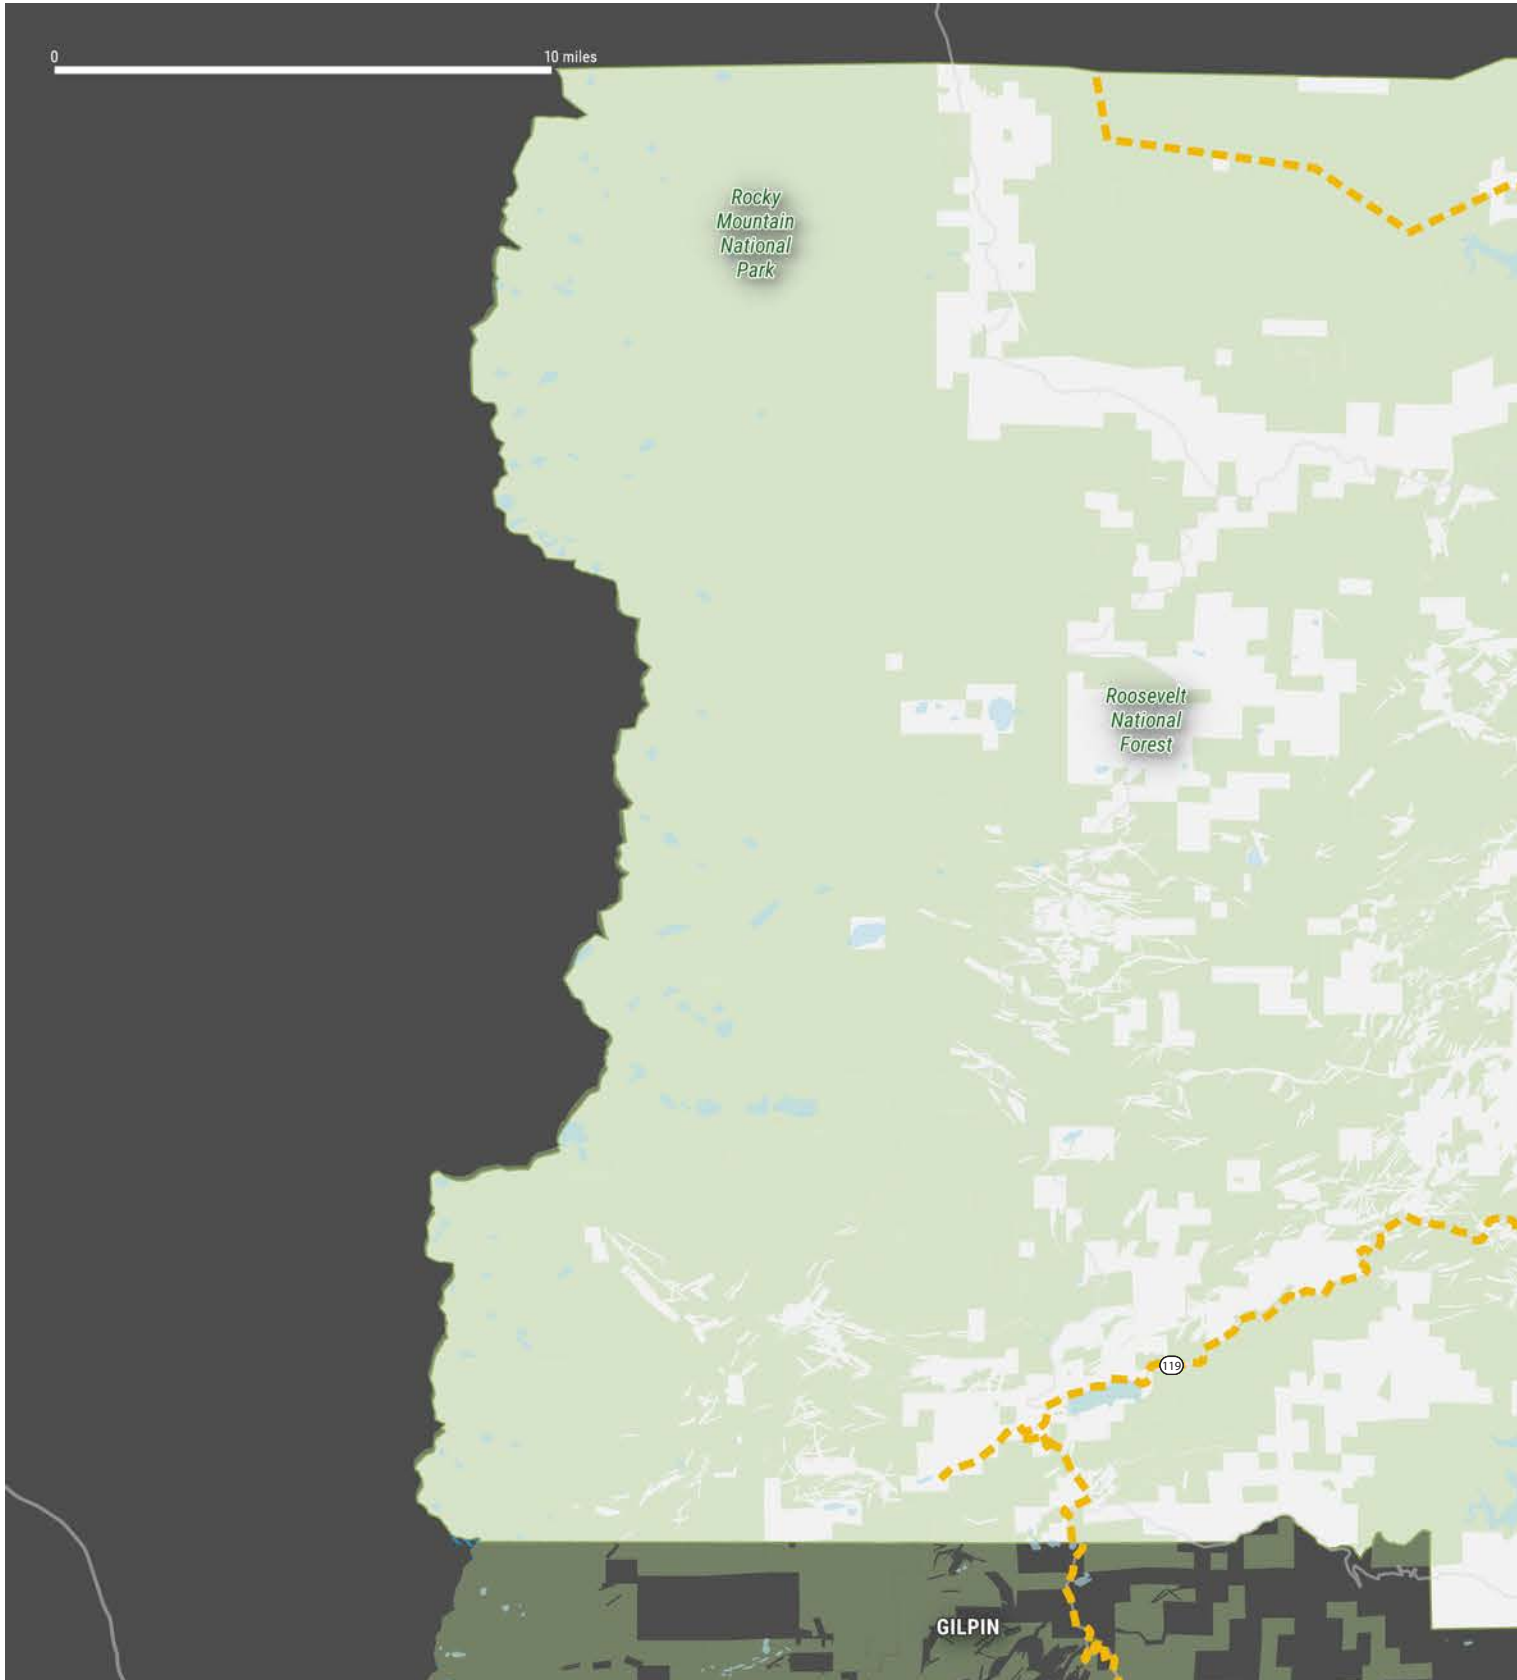 0 10 miles
Rocky
Mountain
National
Park
Roosevelt
National
Forest
119
GILPIN